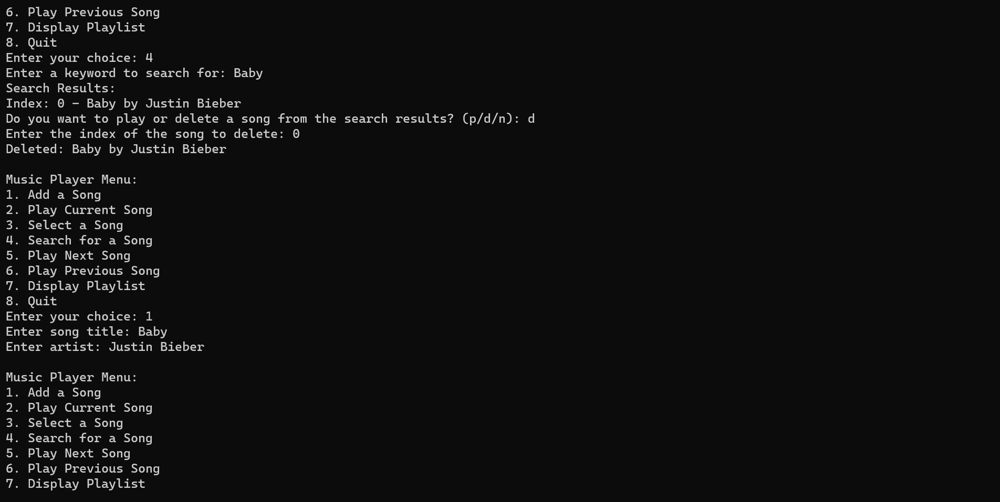 6. Play Previous Song
7. Display Playlist
8. Quit
Enter your choice: 4
Enter a keyword to search for: Baby
Search Results:
Index: 0 - Baby by Justin Bieber
Do you want to play or delete a song from the search results? (p/d/n): d
Enter the index of the song to delete: 0
Deleted: Baby by Justin Bieber

Music Player Menu:
1. Add a Song
2. Play Current Song
3. Select a Song
4. Search for a Song
5. Play Next Song
6. Play Previous Song
7. Display Playlist
8. Quit
Enter your choice: 1
Enter song title: Baby
Enter artist: Justin Bieber

Music Player Menu:
1. Add a Song
2. Play Current Song
3. Select a Song
4. Search for a Song
5. Play Next Song
6. Play Previous Song
7. Display Playlist